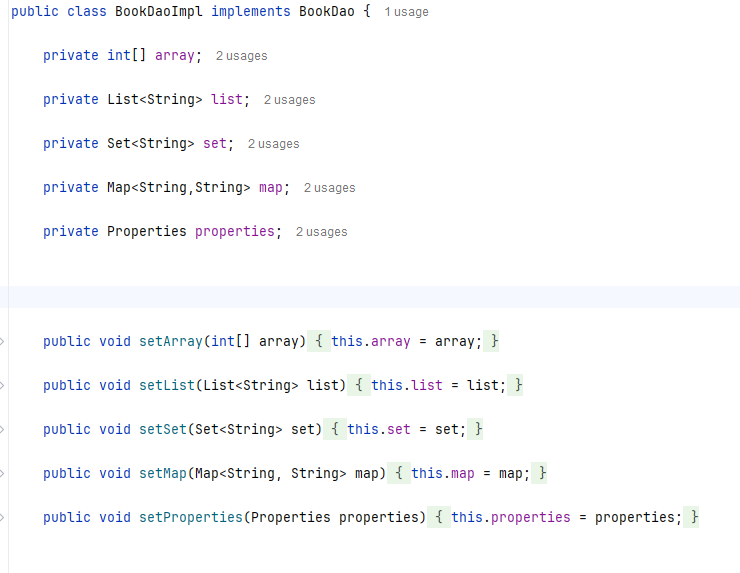 public class BookDaoImpl implements BookDao { 1 usage
private int[] array; 2 usages
private List<String> list; 2 usages
private Set<String> set; 2 usages
private Map<String,String> map; 2 usages
private Properties properties; 2 usages
public void setArray(int[] array) { this.array = array; }
public void setList(List<String> list) { this.list = list; }
public void setSet(Set<String> set) { this.set = set; }
public void setMap(Map<String, String> map) { this.map = map; }
public void setProperties(Properties properties) { this.properties = properties; }